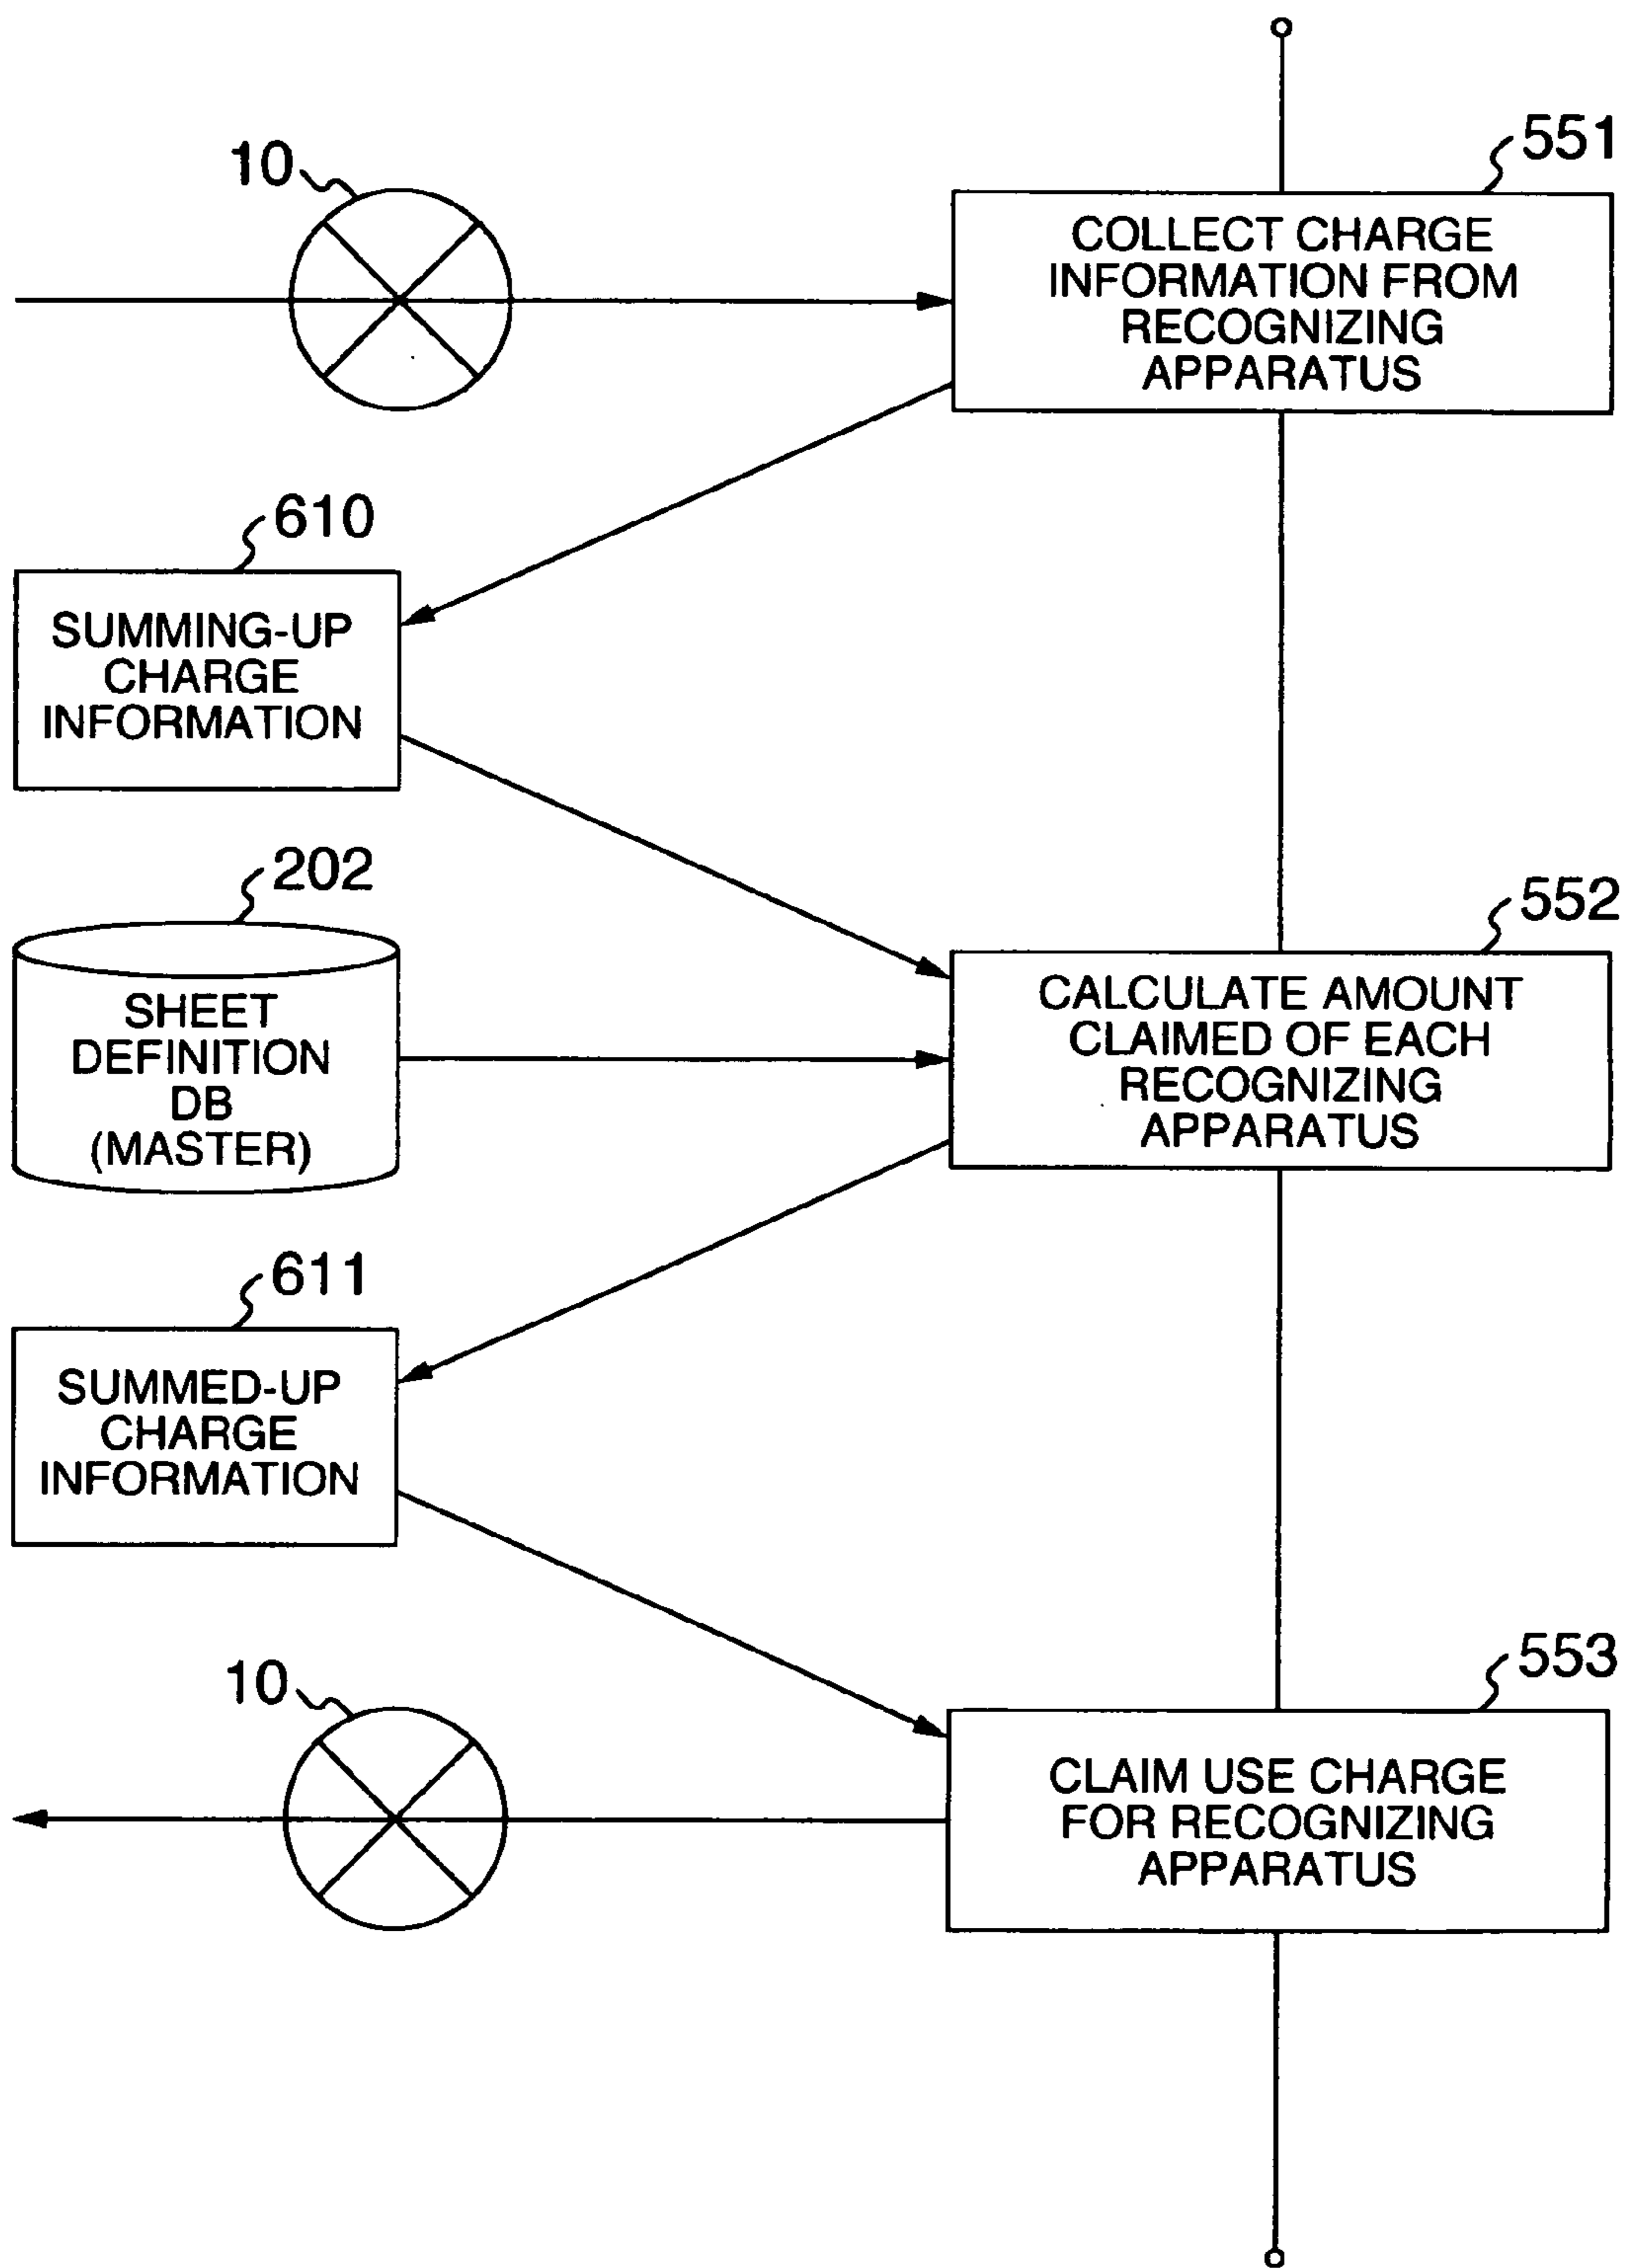 551
10
COLLECT CHARGE
INFORMATION FROM
RECOGNIZING
APPARATUS
610
SUMMING-UP
CHARGE
INFORMATION
202
SHEET
DEFINITION
DB
(MASTER)
552
CALCULATE AMOUNT
CLAIMED OF EACH
RECOGNIZING
APPARATUS
611
SUMMED-UP
CHARGE
INFORMATION
10
553
CLAIM USE CHARGE
FOR RECOGNIZING
APPARATUS